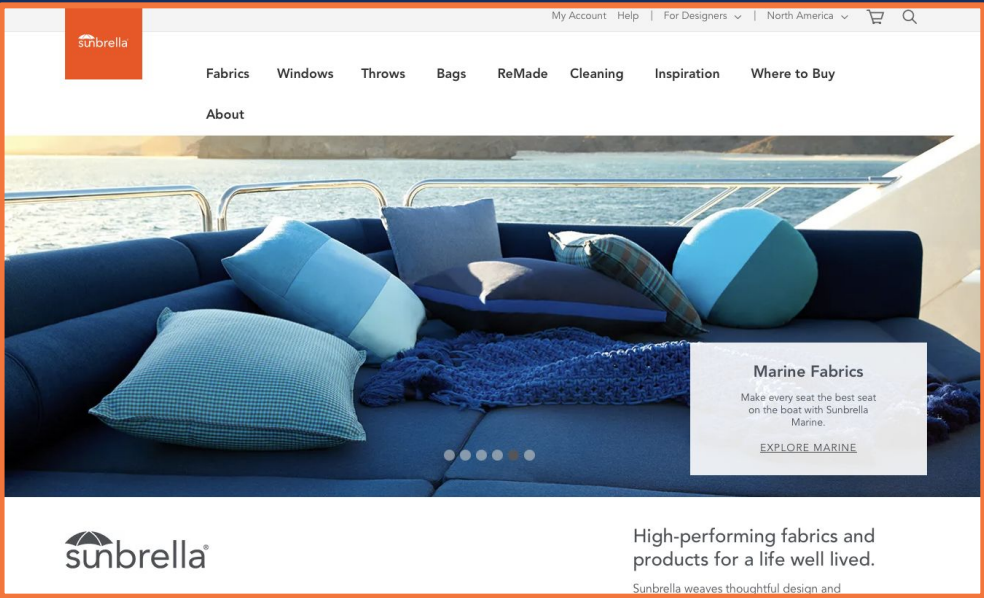 My Account Help | For Designers | North America
sunbrella
Fabrics Windows Throws Bags ReMade Cleaning Inspiration Where to Buy
About
Marine Fabrics
Make every seat the best seat
on the boat with Sunbrella
Marine.
EXPLORE MARINE
sunbrella®
High-performing fabrics and
products for a life well lived.
Sunbrella weaves thoughtful design and